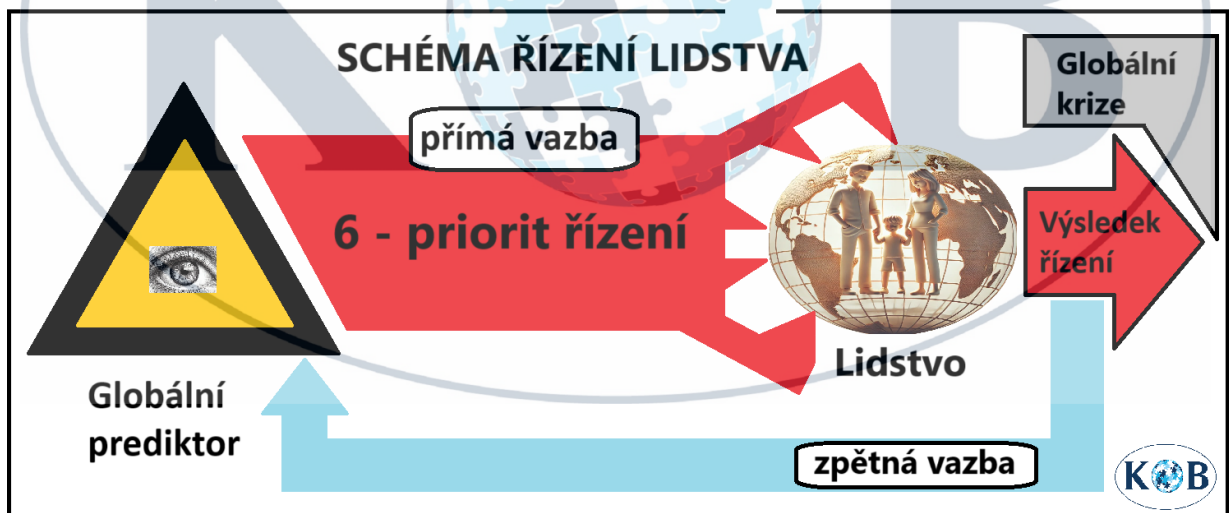 SCHÉMA ŘÍZENÍ LIDSTVA
Globální
krize
přímá vazba
6 - priorit řízení
Výsledek
řízení
Lidstvo
Globální
prediktor
zpětná vazba
KOB